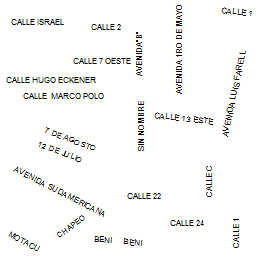 CALLE 1
CALLE ISRAEL
CALLE 2
AVENIDA"B"
AVENIDA 1RO DE MAYO
AVENIDA LUIS FARELL
CALLE 7 OESTE
CALLE HUGO ECKENER
CALLE MARCO POLO
SIN NOMBRE
CALLE 13 ESTE
7 DE AGOSTO
12 DE JULIO
AVENIDA SUDAMERICANA
CALLE C
CALLE 22
CHAPEO
CALLE 24
MOTACU
BENI
BENI
CALLE 1